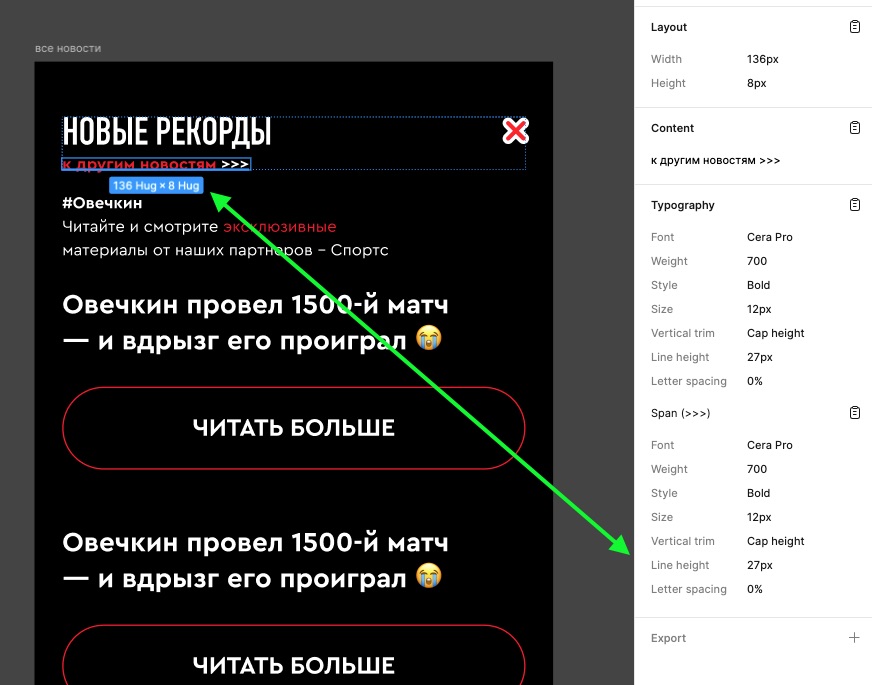 все новости
НОВЫЕ РЕКОРДЫ
к другим новостям >>>
136 Hug × 8 Hug
#Овечкин
Читайте и смотрите эксклюзивные
материалы от наших партнеров – Спортс
Овечкин провел 1500-й матч
— и вдрызг его проиграл 😭
ЧИТАТЬ БОЛЬШЕ
Овечкин провел 1500-й матч
— и вдрызг его проиграл 😭
ЧИТАТЬ БОЛЬШЕ
Layout
Width 136px
Height 8px
Content
к другим новостям >>>
Typography
Font Cera Pro
Weight 700
Style Bold
Size 12px
Vertical trim Cap height
Line height 27px
Letter spacing 0%
Span (>>>)
Font Cera Pro
Weight 700
Style Bold
Size 12px
Vertical trim Cap height
Line height 27px
Letter spacing 0%
Export